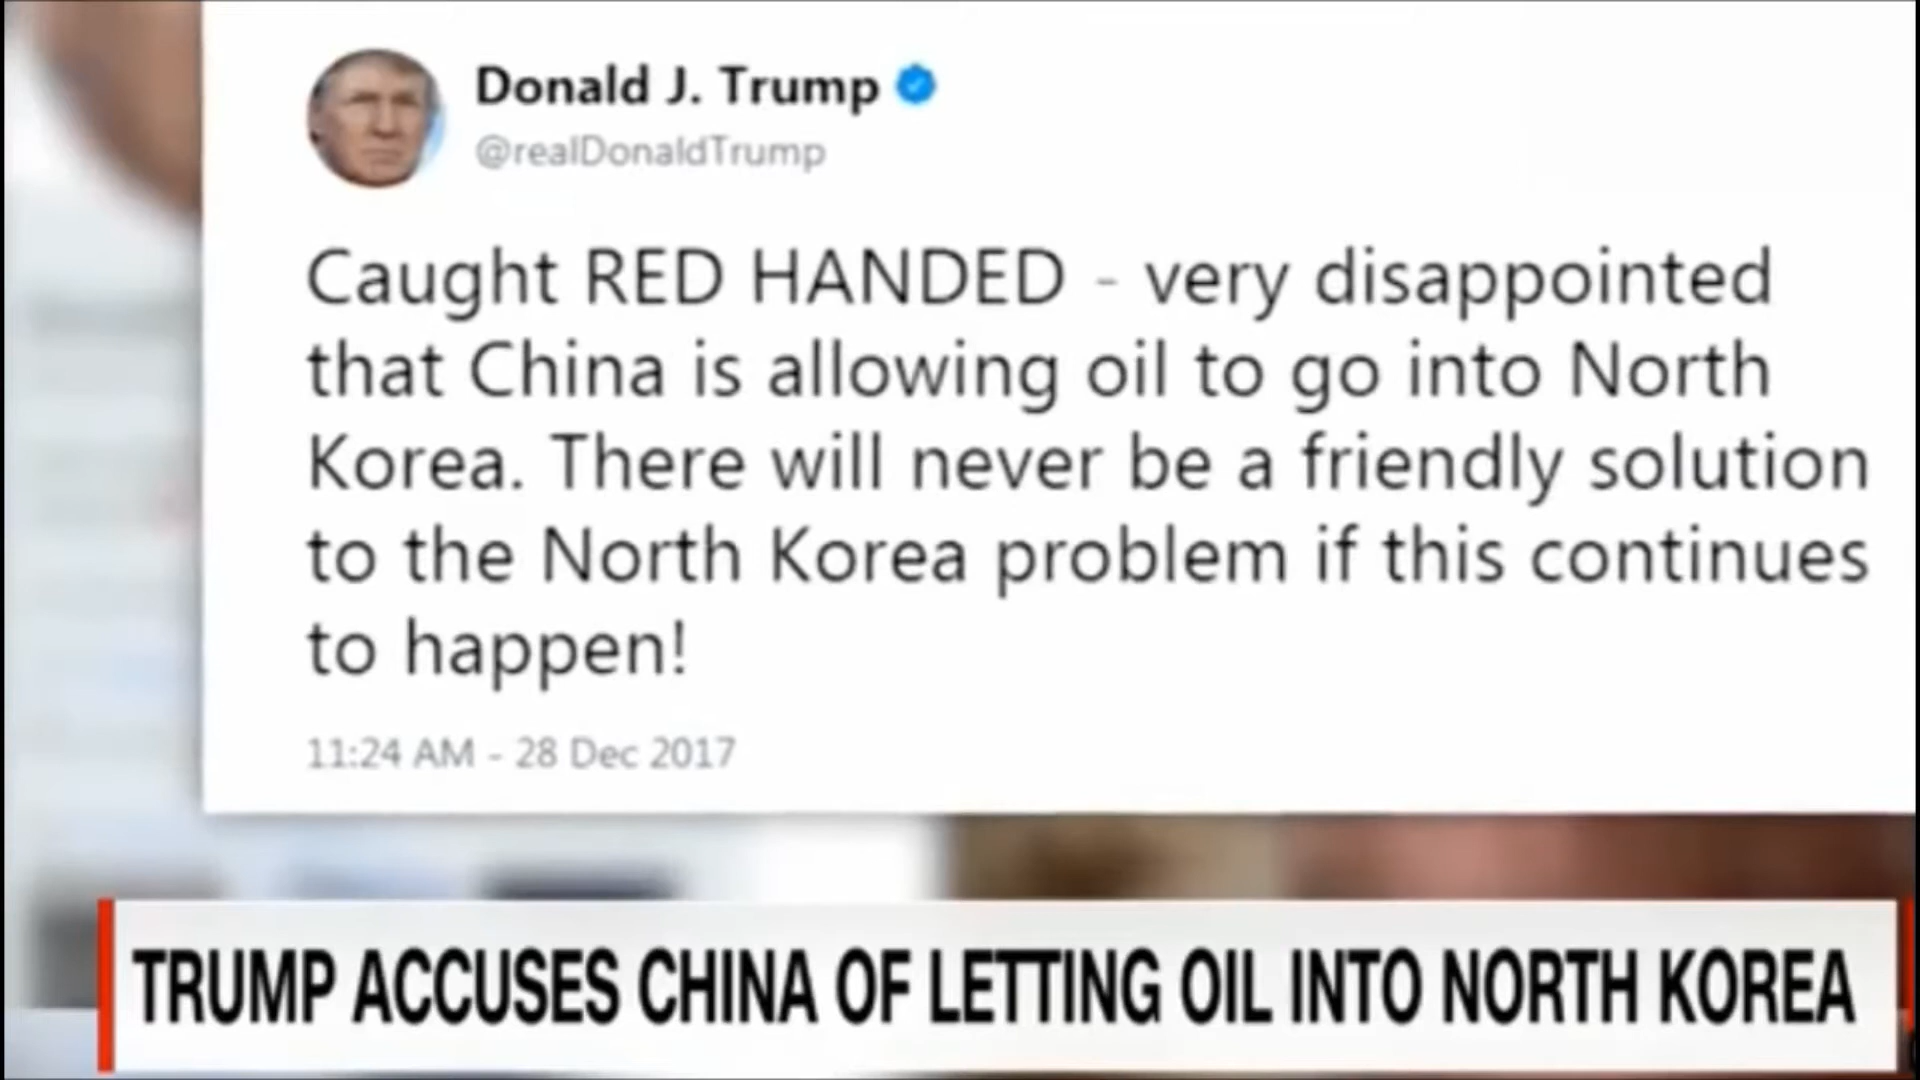 Donald J. Trump
@realDonaldTrump
Caught RED HANDED - very disappointed
that China is allowing oil to go into North
Korea. There will never be a friendly solution
to the North Korea problem if this continues
to happen!
11:24 AM - 28 Dec 2017
TRUMP ACCUSES CHINA OF LETTING OIL INTO NORTH KOREA